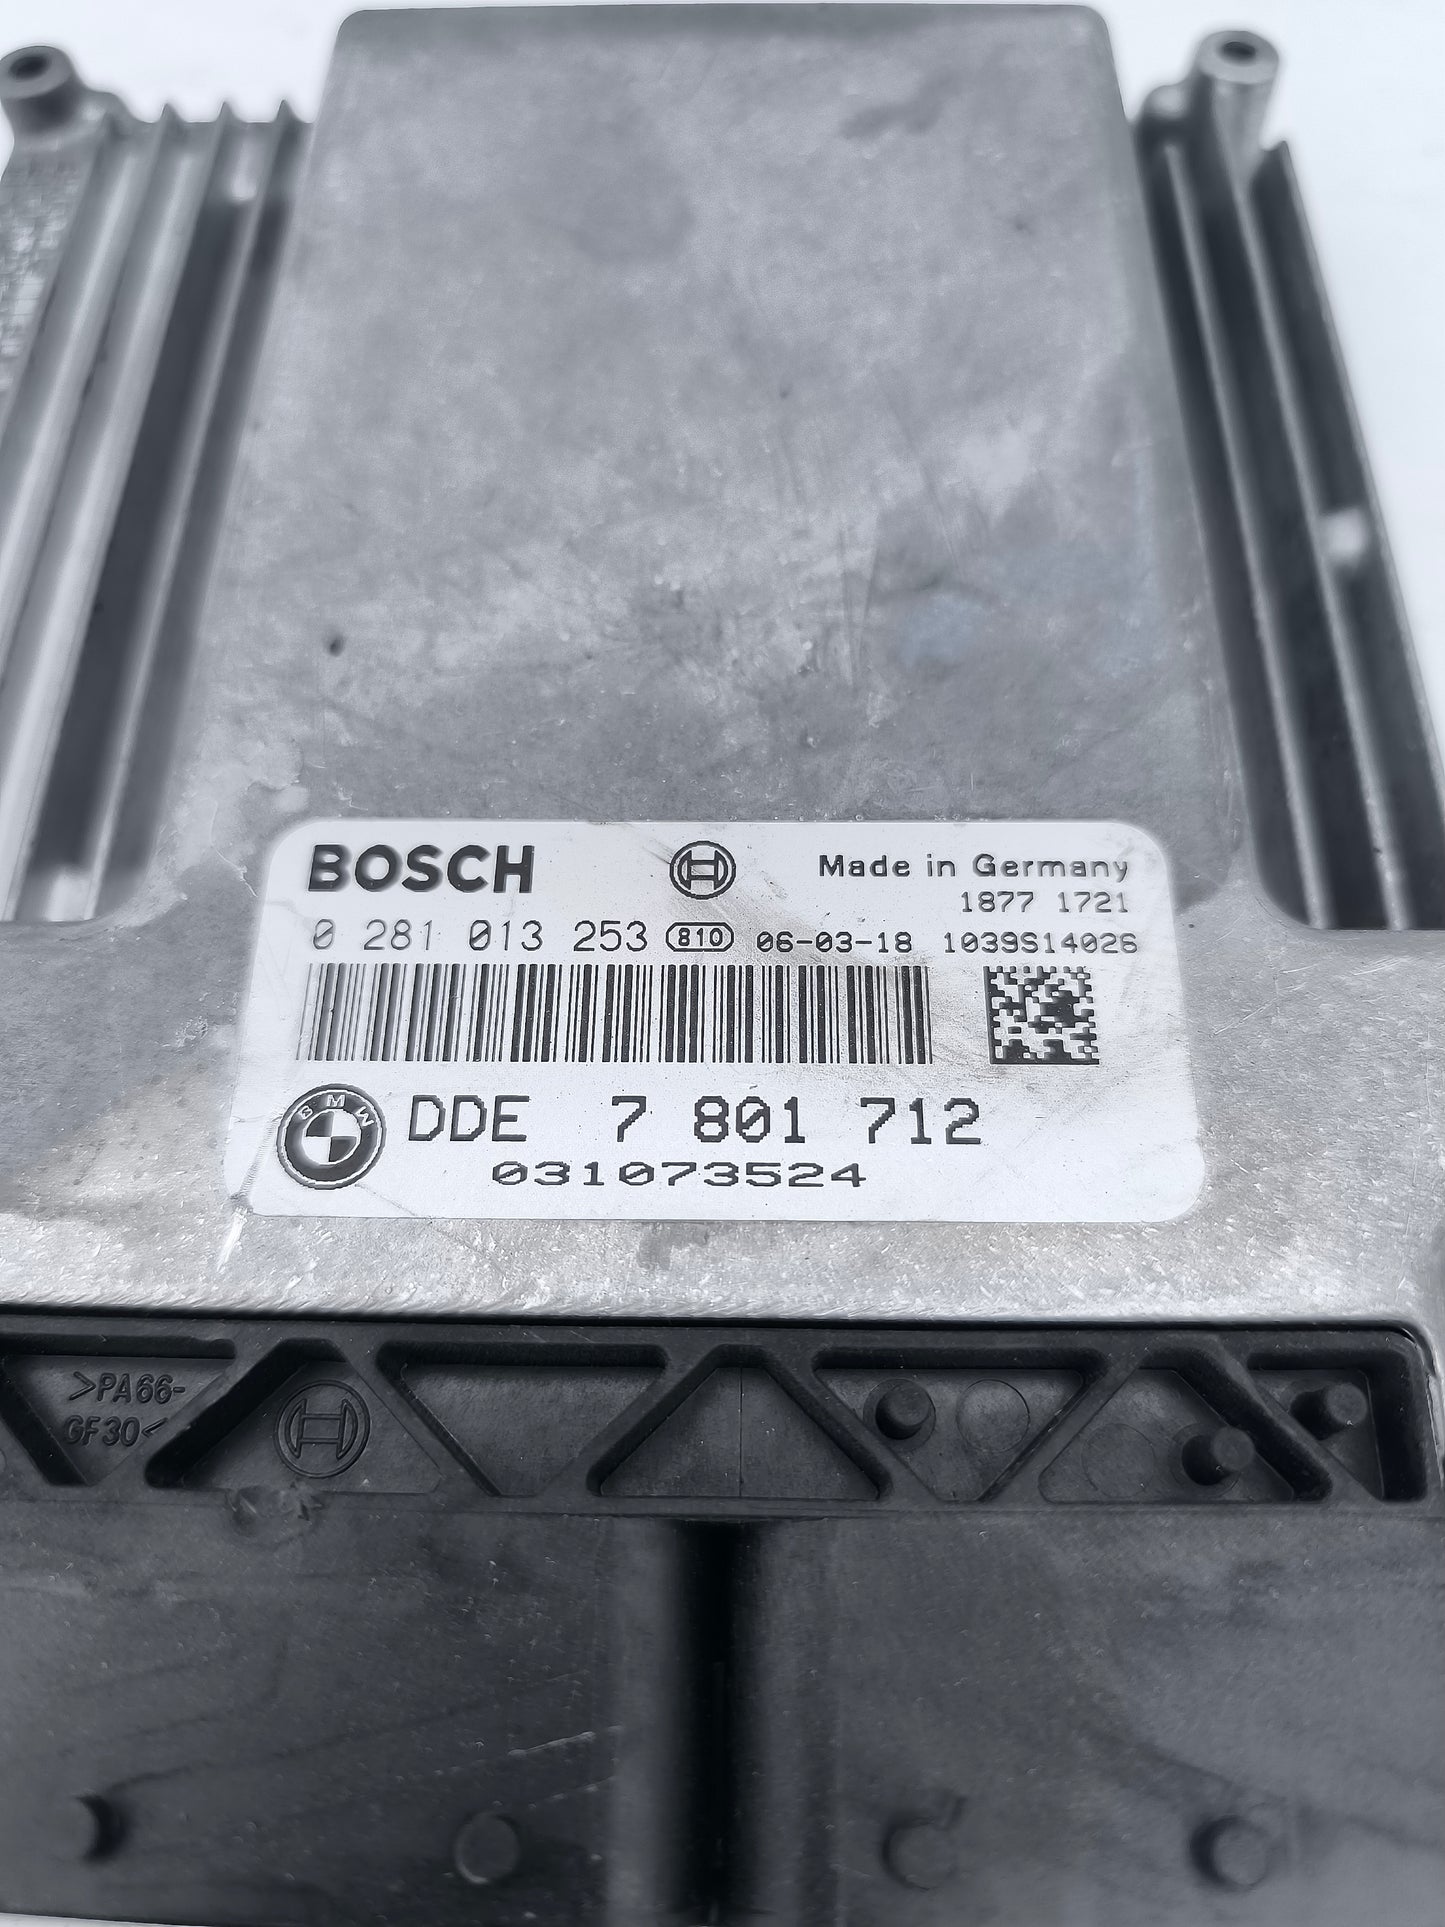 BOSCH Made in Germany
1877 1721
0 281 013 253 810 06-03-18 1039S14026
BMW DDE 7 801 712
031073524
>PA66-
GF30<